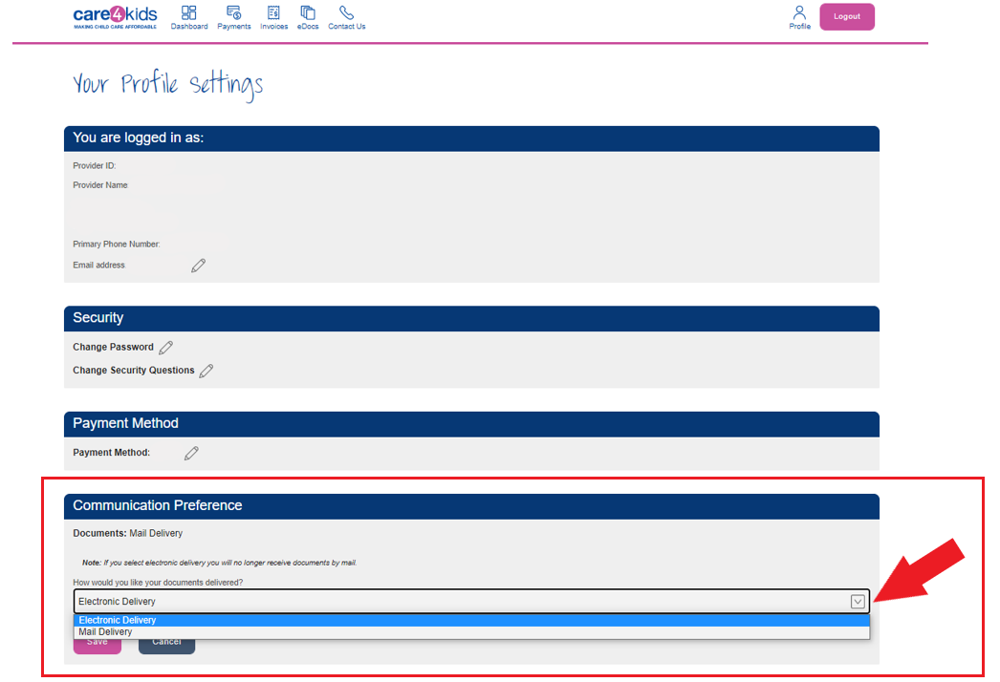 care4kids
MAKING CHILD CARE AFFORDABLE
Dashboard
Payments
Invoices
eDocs
Contact Us
Profile
Logout
Your Profile Settings
You are logged in as:
Provider ID:
Provider Name
Primary Phone Number:
Email address
Security
Change Password
Change Security Questions
Payment Method
Payment Method:
Communication Preference
Documents: Mail Delivery
Note: If you select electronic delivery you will no longer receive documents by mail.
How would you like your documents delivered?
Electronic Delivery
Electronic Delivery
Mail Delivery
Save
Cancel